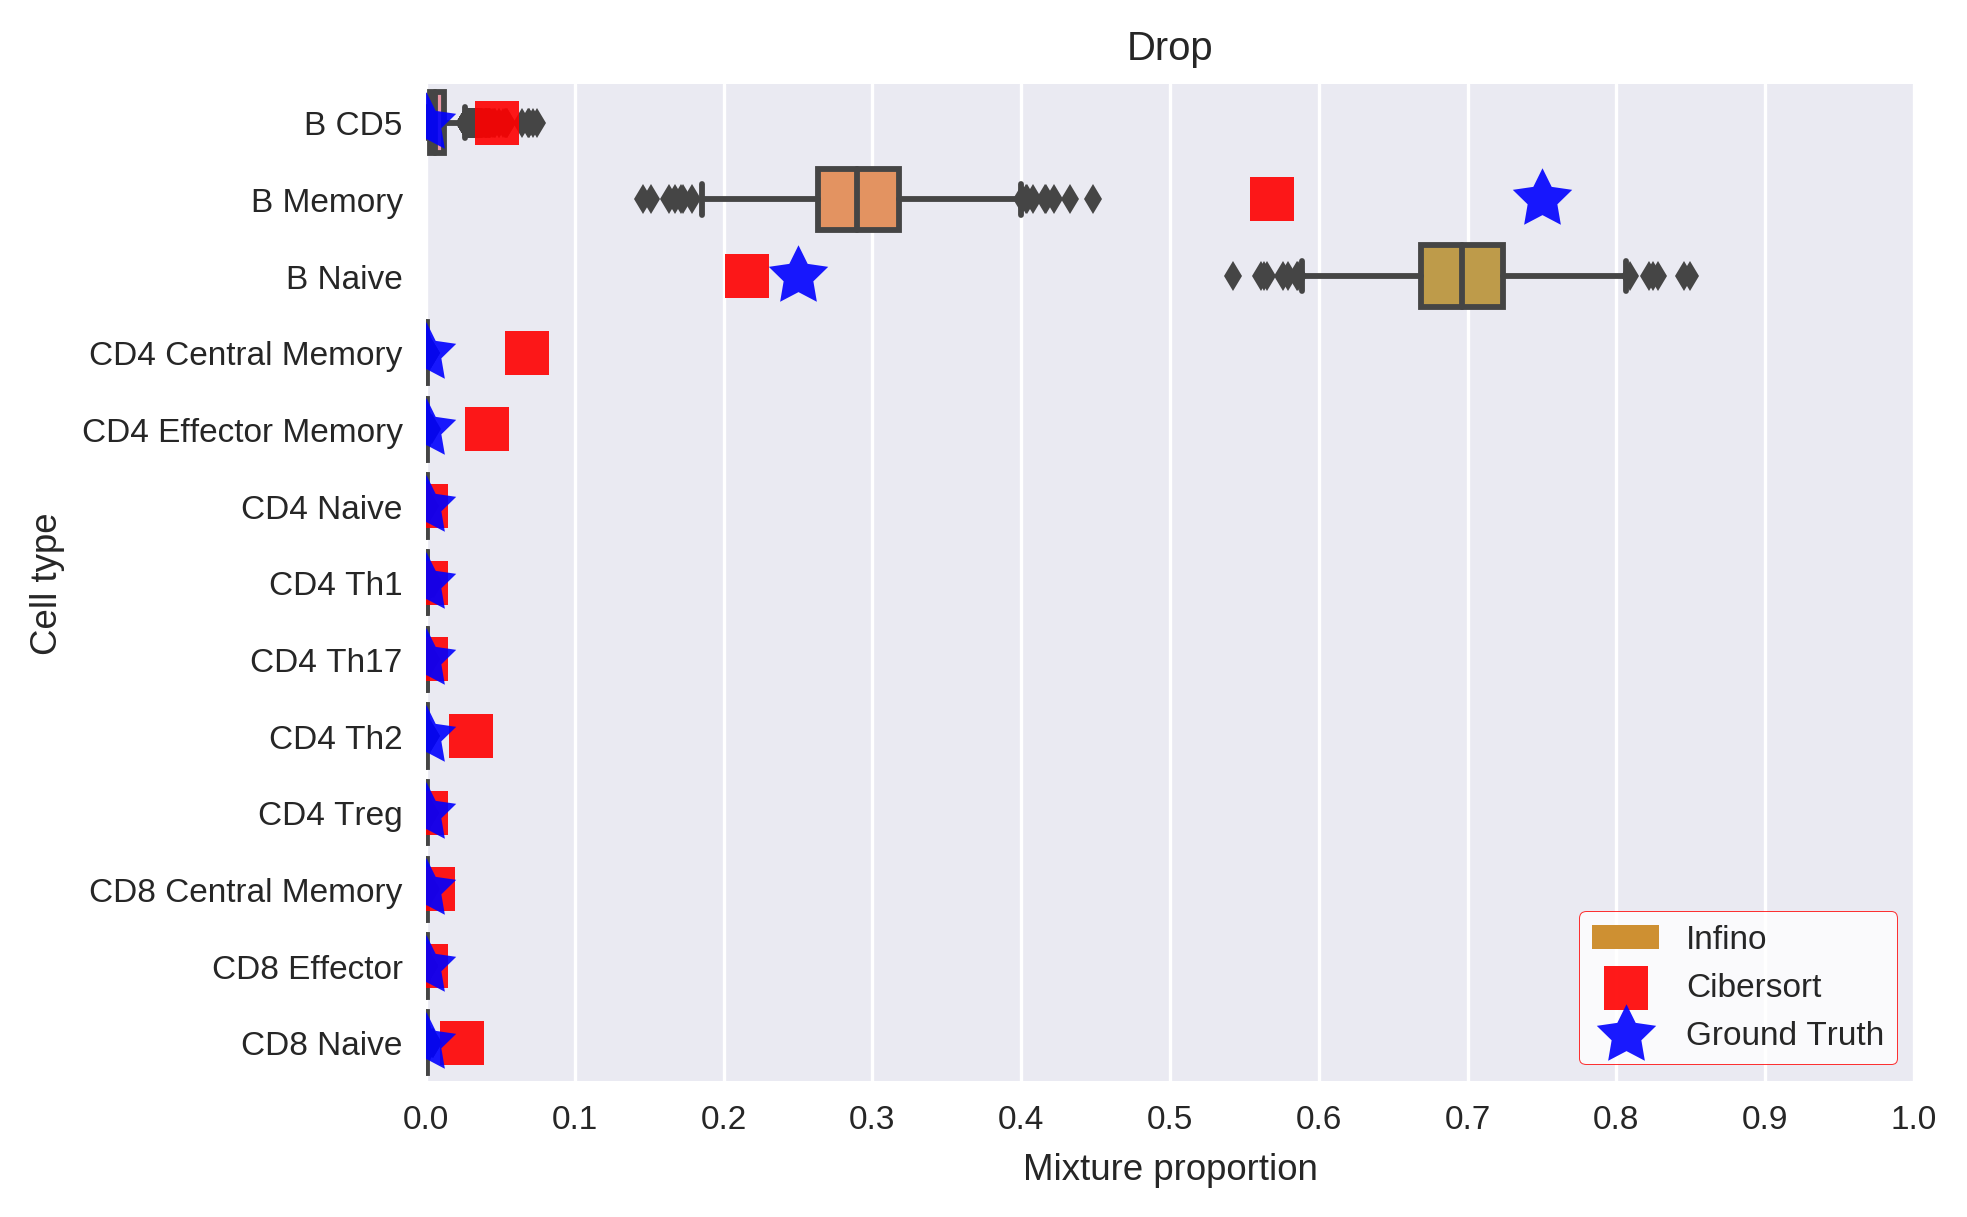 Drop
B CD5
B Memory
B Naive
CD4 Central Memory
CD4 Effector Memory
CD4 Naive
CD4 Th1
CD4 Th17
CD4 Th2
CD4 Treg
CD8 Central Memory
CD8 Effector
CD8 Naive
Cell type
Infino
Cibersort
Ground Truth
0.0 0.1 0.2 0.3 0.4 0.5 0.6 0.7 0.8 0.9 1.0
Mixture proportion